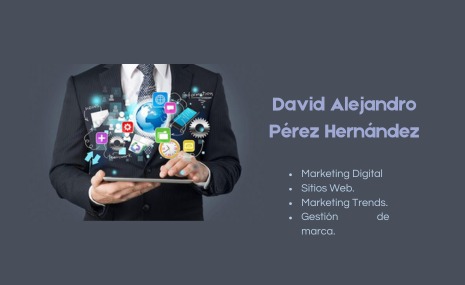 David Alejandro
Pérez Hernández
Marketing Digital
Sitios Web.
Marketing Trends.
Gestión de
marca.